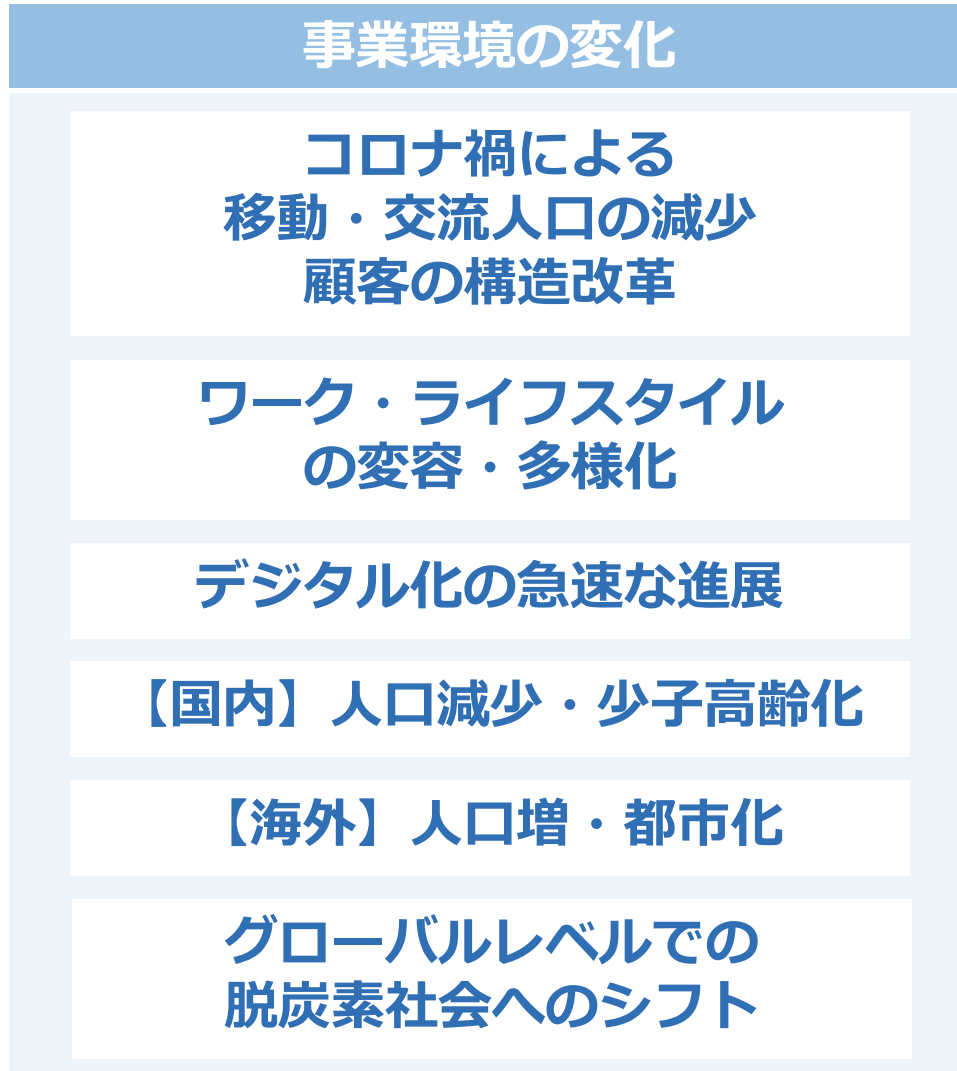 事業環境の変化
コロナ禍による
移動・交流人口の減少
顧客の構造改革
ワーク・ライフスタイル
の変容・多様化
デジタル化の急速な進展
【国内】人口減少・少子高齢化
【海外】人口増・都市化
グローバルレベルでの
脱炭素社会へのシフト